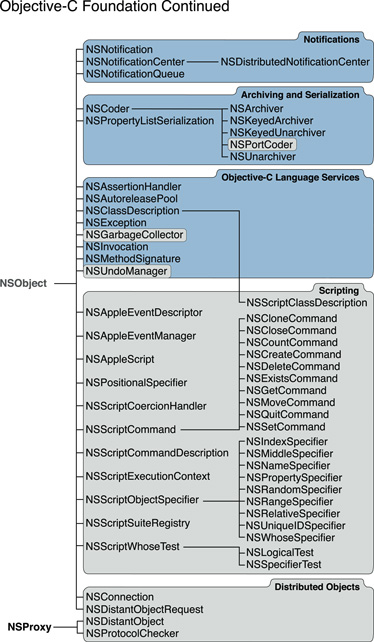 Objective-C Foundation Continued
Notifications
NSNotification
NSNotificationCenter NSDistributedNotificationCenter
NSNotificationQueue
Archiving and Serialization
NSCoder NSArchiver
NSPropertyListSerialization NSKeyedArchiver
NSKeyedUnarchiver
NSPortCoder
NSUnarchiver
Objective-C Language Services
NSAssertionHandler
NSAutoreleasePool
NSClassDescription
NSException
NSGarbageCollector
NSInvocation
NSMethodSignature
NSUndoManager
NSObject
Scripting
NSScriptClassDescription
NSAppleEventDescriptor
NSCloneCommand
NSCloseCommand
NSAppleEventManager
NSCountCommand
NSCreateCommand
NSAppleScript
NSDeleteCommand
NSExistsCommand
NSPositionalSpecifier
NSGetCommand
NSMoveCommand
NSScriptCoercionHandler
NSQuitCommand
NSScriptCommand NSSetCommand
NSIndexSpecifier
NSScriptCommandDescription
NSMiddleSpecifier
NSNameSpecifier
NSScriptExecutionContext NSPropertySpecifier
NSRandomSpecifier
NSScriptObjectSpecifier NSRangeSpecifier
NSRelativeSpecifier
NSScriptSuiteRegistry NSUniqueIDSpecifier
NSWhoseSpecifier
NSScriptWhoseTest NSLogicalTest
NSSpecifierTest
Distributed Objects
NSConnection
NSDistantObjectRequest
NSProxy NSDistantObject
NSProtocolChecker